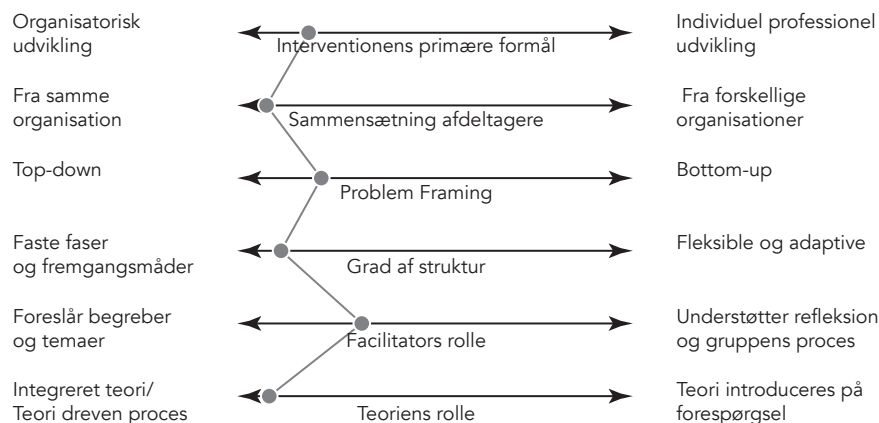 Organisatorisk
udvikling
Interventionens primære formål
Individuel professionel
udvikling
Fra samme
organisation
Sammensætning afdeltagere
Fra forskellige
organisationer
Top-down
Problem Framing
Bottom-up
Faste faser
og fremgangsmåder
Grad af struktur
Fleksible og adaptive
Foreslår begreber
og temaer
Facilitators rolle
Understøtter refleksion
og gruppens proces
Integreret teori/
Teori dreven proces
Teoriens rolle
Teori introduceres på
forespørgsel